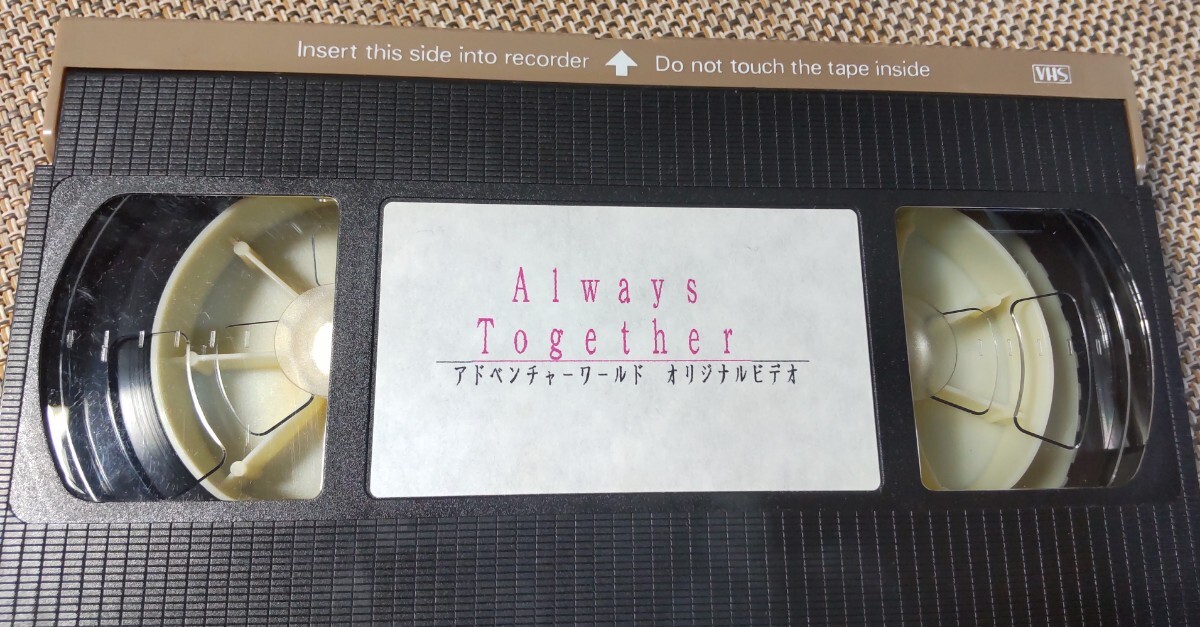 Insert this side into recorder ↑ Do not touch the tape inside VHS
Always
Together
アドベンチャーワールド オリジナルビデオ